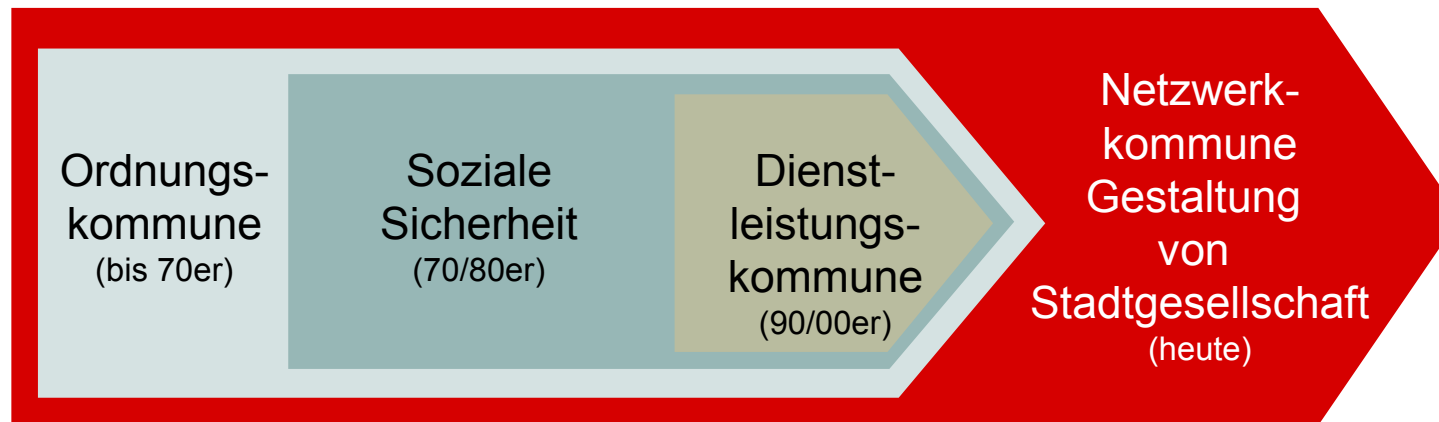 Ordnungs-
kommune
(bis 70er)
Soziale
Sicherheit
(70/80er)
Dienst-
leistungs-
kommune
(90/00er)
Netzwerk-
kommune
Gestaltung
von
Stadtgesellschaft
(heute)